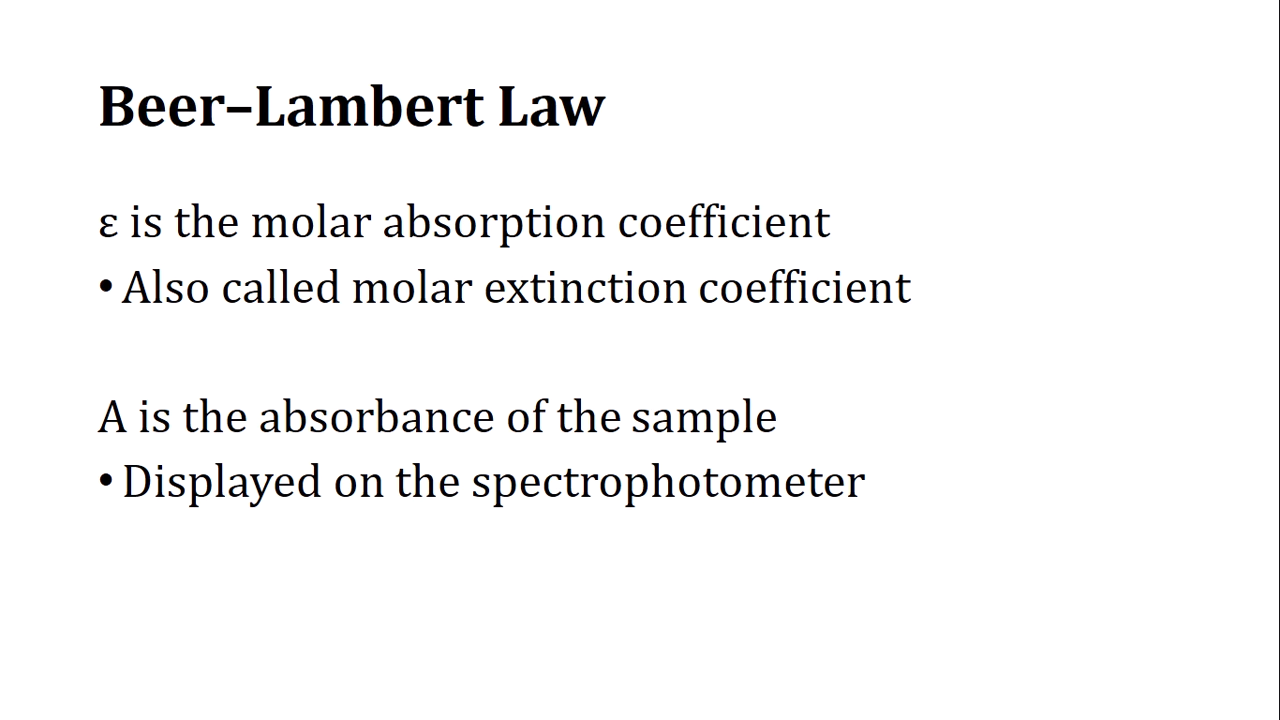 Beer–Lambert Law
ε is the molar absorption coefficient
• Also called molar extinction coefficient
A is the absorbance of the sample
• Displayed on the spectrophotometer